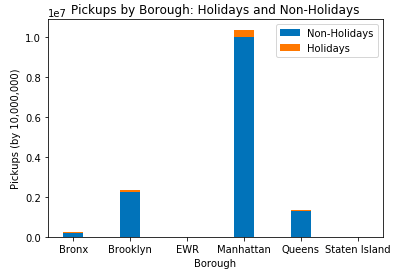 Pickups by Borough: Holidays and Non-Holidays
1e7
Non-Holidays
Holidays
1.0
0.8
0.6
0.4
0.2
0.0
Pickups (by 10,000,000)
Bronx Brooklyn EWR Manhattan Queens Staten Island
Borough